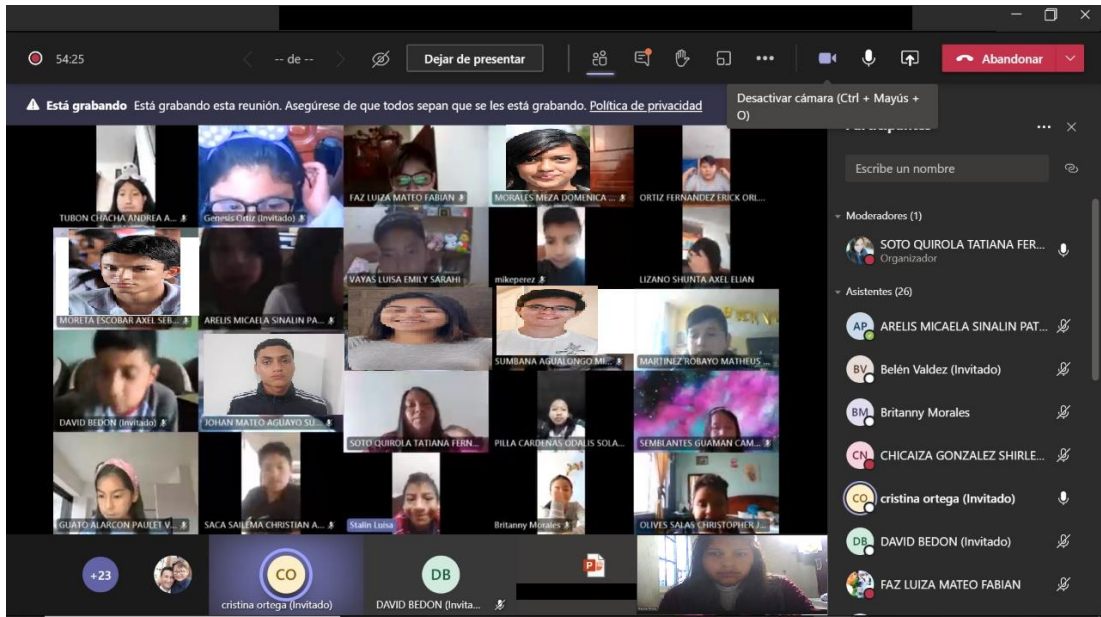 54:25
-- de --
Dejar de presentar
Abandonar
Está grabando Está grabando esta reunión. Asegúrese de que todos sepan que se les está grabando. Política de privacidad
Desactivar cámara (Ctrl + Mayús +
O)
Escribe un nombre
Moderadores (1)
SOTO QUIROLA TATIANA FER...
Organizador
Asistentes (26)
AP ARELIS MICAELA SINALIN PAT...
BV Belén Valdez (Invitado)
BM Britanny Morales
CN CHICAIZA GONZALEZ SHIRLE...
CO cristina ortega (Invitado)
DB DAVID BEDON (Invitado)
FAZ LUIZA MATEO FABIAN
TUBON CHACHA ANDREA A...
Genesis Ortiz (Invitado)
FAZ LUIZA MATEO FABIAN
MORALES MEZA DOMENICA ...
ORTIZ FERNANDEZ ERICK ORL...
MORETA ESCOBAR AXEL SEB...
ARELIS MICAELA SINALIN PA...
VAYAS LUISA EMILY SARAHI
mikeperez
LIZANO SHUNTA AXEL ELIAN
SUMBANA AGUALONGO MI...
MARTINEZ ROBAYO MATHEUS ...
DAVID BEDON (Invitado)
JOHAN MATEO AGUAYO SU...
SOTO QUIROLA TATIANA FERN...
PILLA CARDENAS ODALIS SOLA...
SEMBLANTES GUAMAN CAM...
GUATO ALARCON PAULET V...
SACA SAILEMA CHRISTIAN A...
Stalin Luisa
Britanny Morales
OLIVES SALAS CHRISTOPHER J...
+23
CO
cristina ortega (Invitado)
DB
DAVID BEDON (Invita...